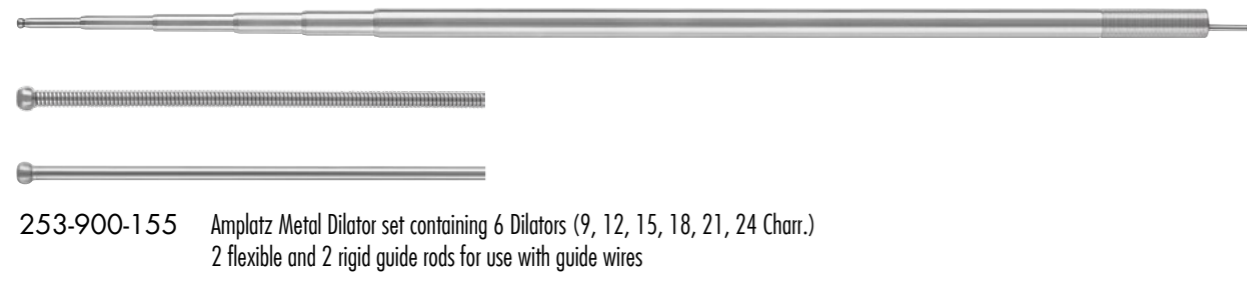 253-900-155 Amplatz Metal Dilator set containing 6 Dilators (9, 12, 15, 18, 21, 24 Charr.)
2 flexible and 2 rigid guide rods for use with guide wires